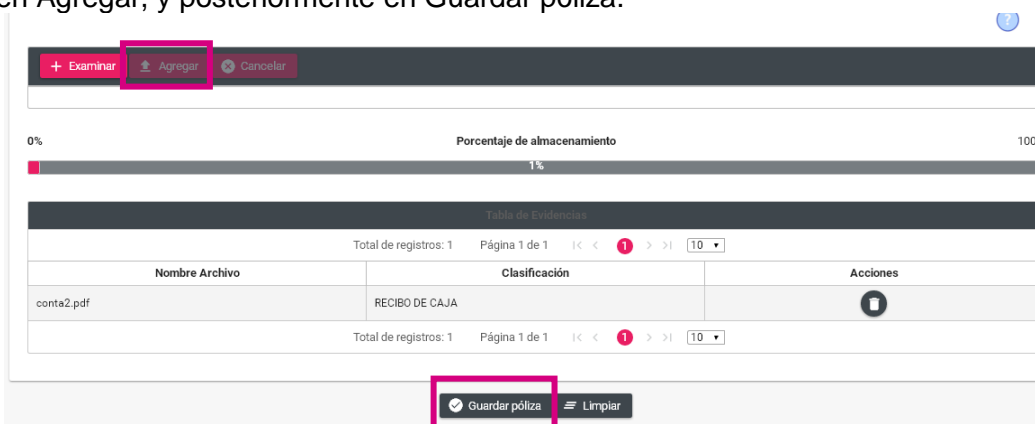 en Agregar, y posteriormente en Guardar póliza.
?
+ Examinar Agregar Cancelar
0% Porcentaje de almacenamiento 100
1%
Tabla de Evidencias
Total de registros: 1 Página 1 de 1 |< < 1 > >| 10
Nombre Archivo Clasificación Acciones
conta2.pdf RECIBO DE CAJA
Total de registros: 1 Página 1 de 1 |< < 1 > >| 10
Guardar póliza Limpiar